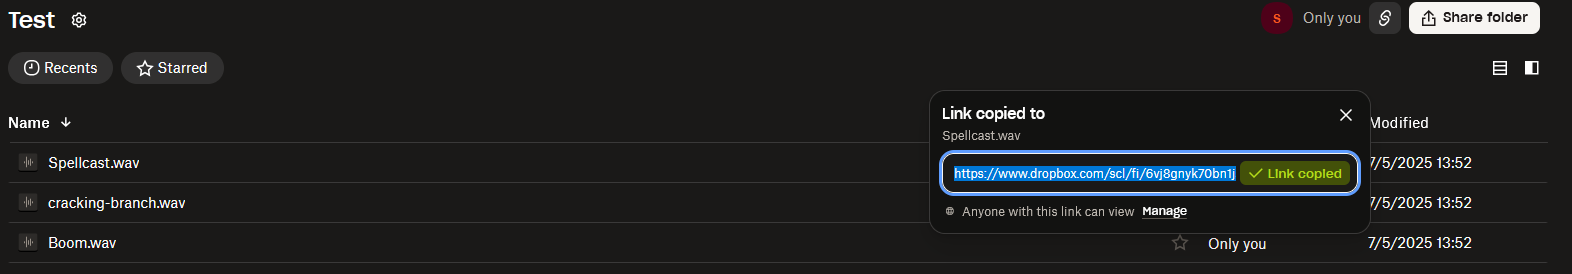 Test
S Only you Share folder
Recents Starred
Link copied to
Spellcast.wav
https://www.dropbox.com/scl/fi/6vj8gnyk70bn1j Link copied
Anyone with this link can view Manage
Name Modified
Spellcast.wav 7/5/2025 13:52
cracking-branch.wav 7/5/2025 13:52
Boom.wav Only you 7/5/2025 13:52